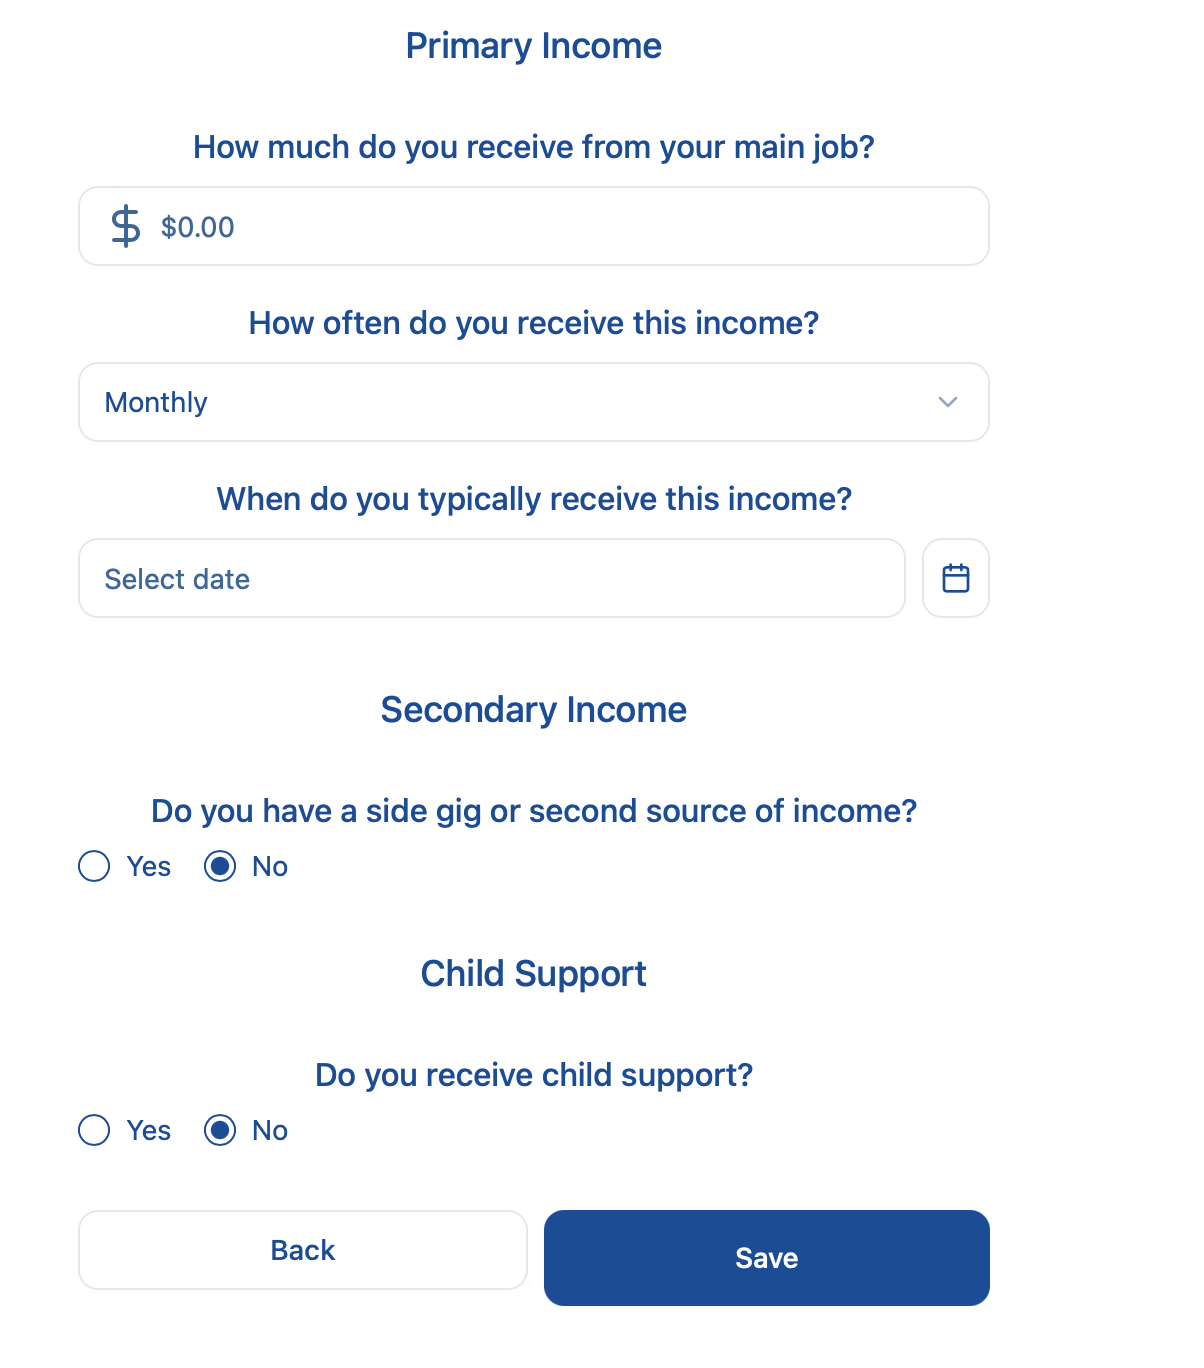 Primary Income
How much do you receive from your main job?
$ $0.00
How often do you receive this income?
Monthly
When do you typically receive this income?
Select date
Secondary Income
Do you have a side gig or second source of income?
Yes No
Child Support
Do you receive child support?
Yes No
Back Save